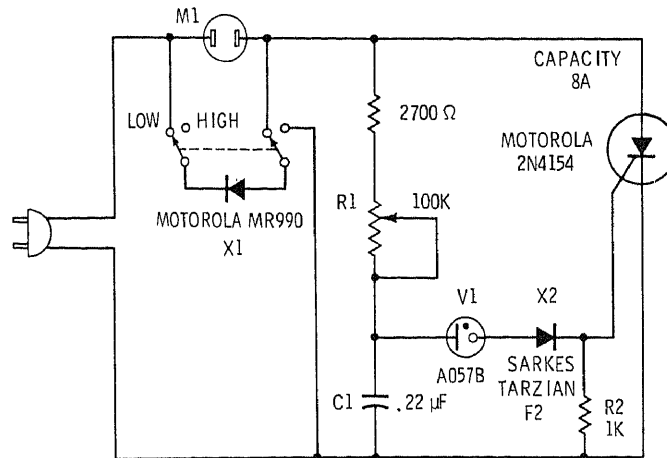 M1
CAPACITY
8A
LOW
HIGH
2700 Ω
MOTOROLA
2N4154
R1
100K
MOTOROLA MR990
X1
V1
X2
A057B
SARKES
TARZIAN
F2
C1
.22 µF
R2
1K